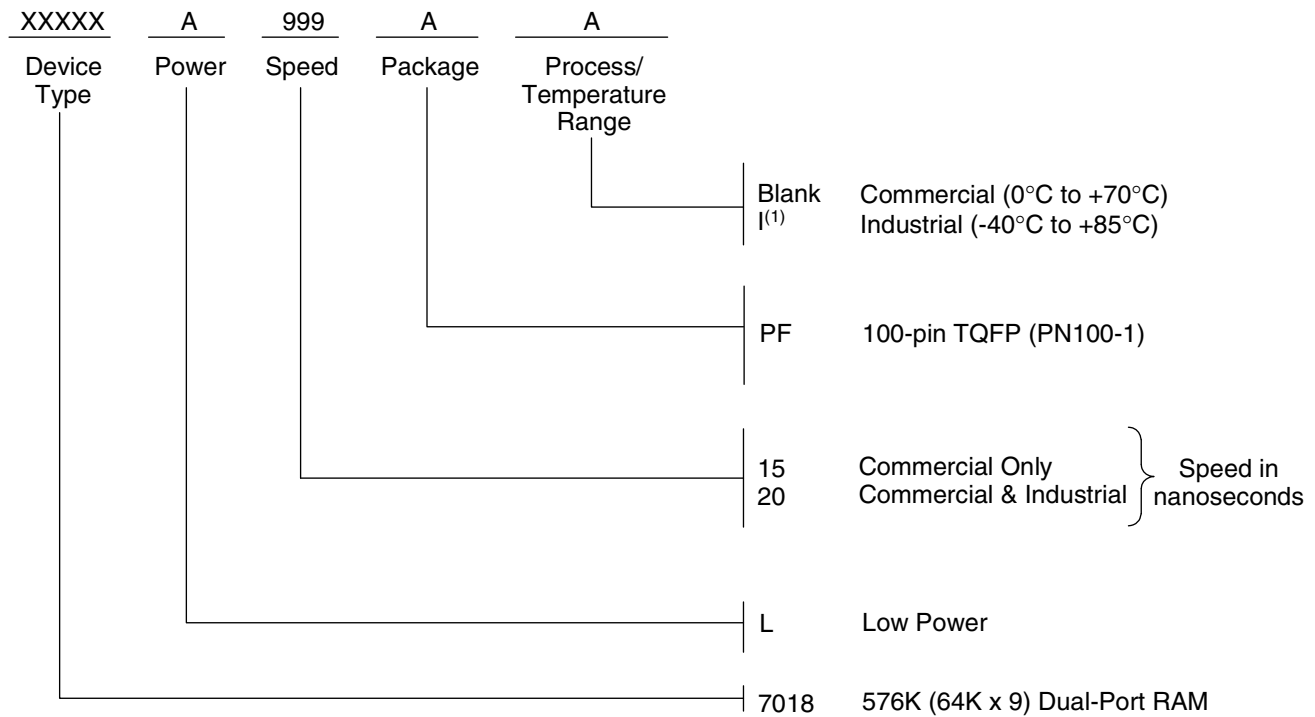 XXXXX A 999 A A
Device Type Power Speed Package Process/ Temperature Range
Blank Commercial (0°C to +70°C)
I(1) Industrial (-40°C to +85°C)
PF 100-pin TQFP (PN100-1)
15 Commercial Only
20 Commercial & Industrial
Speed in
nanoseconds
L Low Power
7018 576K (64K x 9) Dual-Port RAM